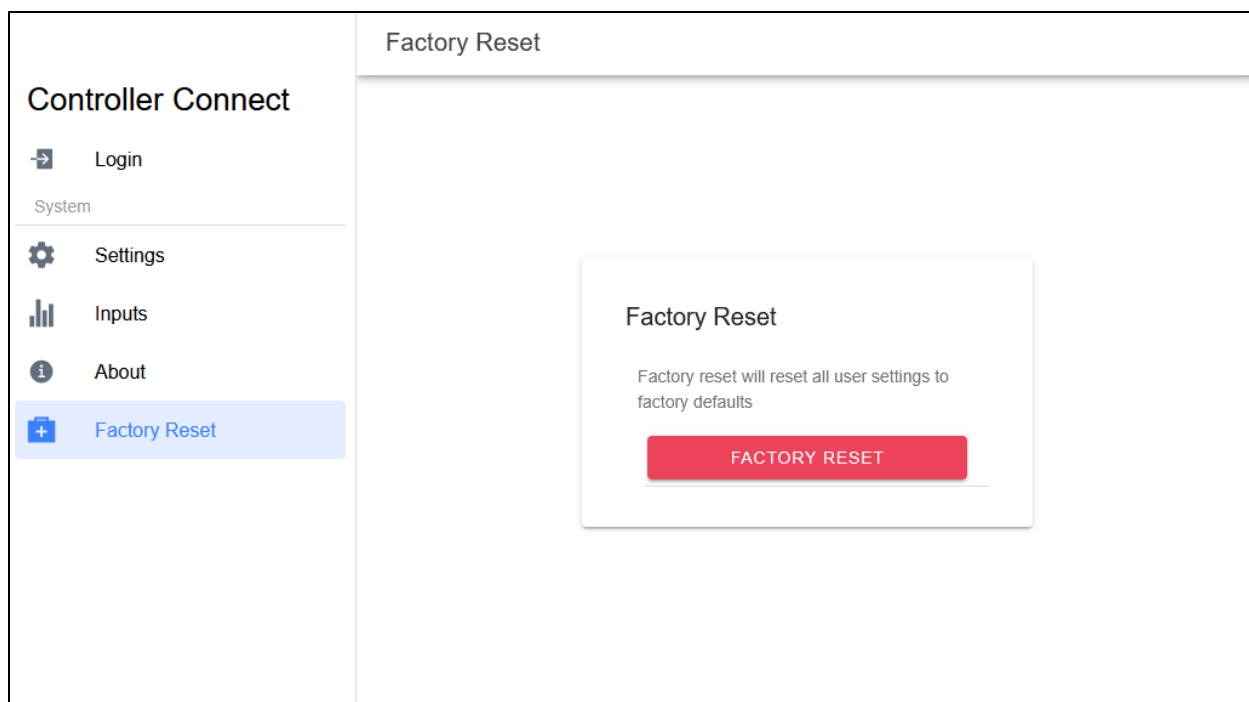 Factory Reset
Controller Connect
Login
System
Settings
Inputs
About
Factory Reset
Factory Reset
Factory reset will reset all user settings to
factory defaults
FACTORY RESET